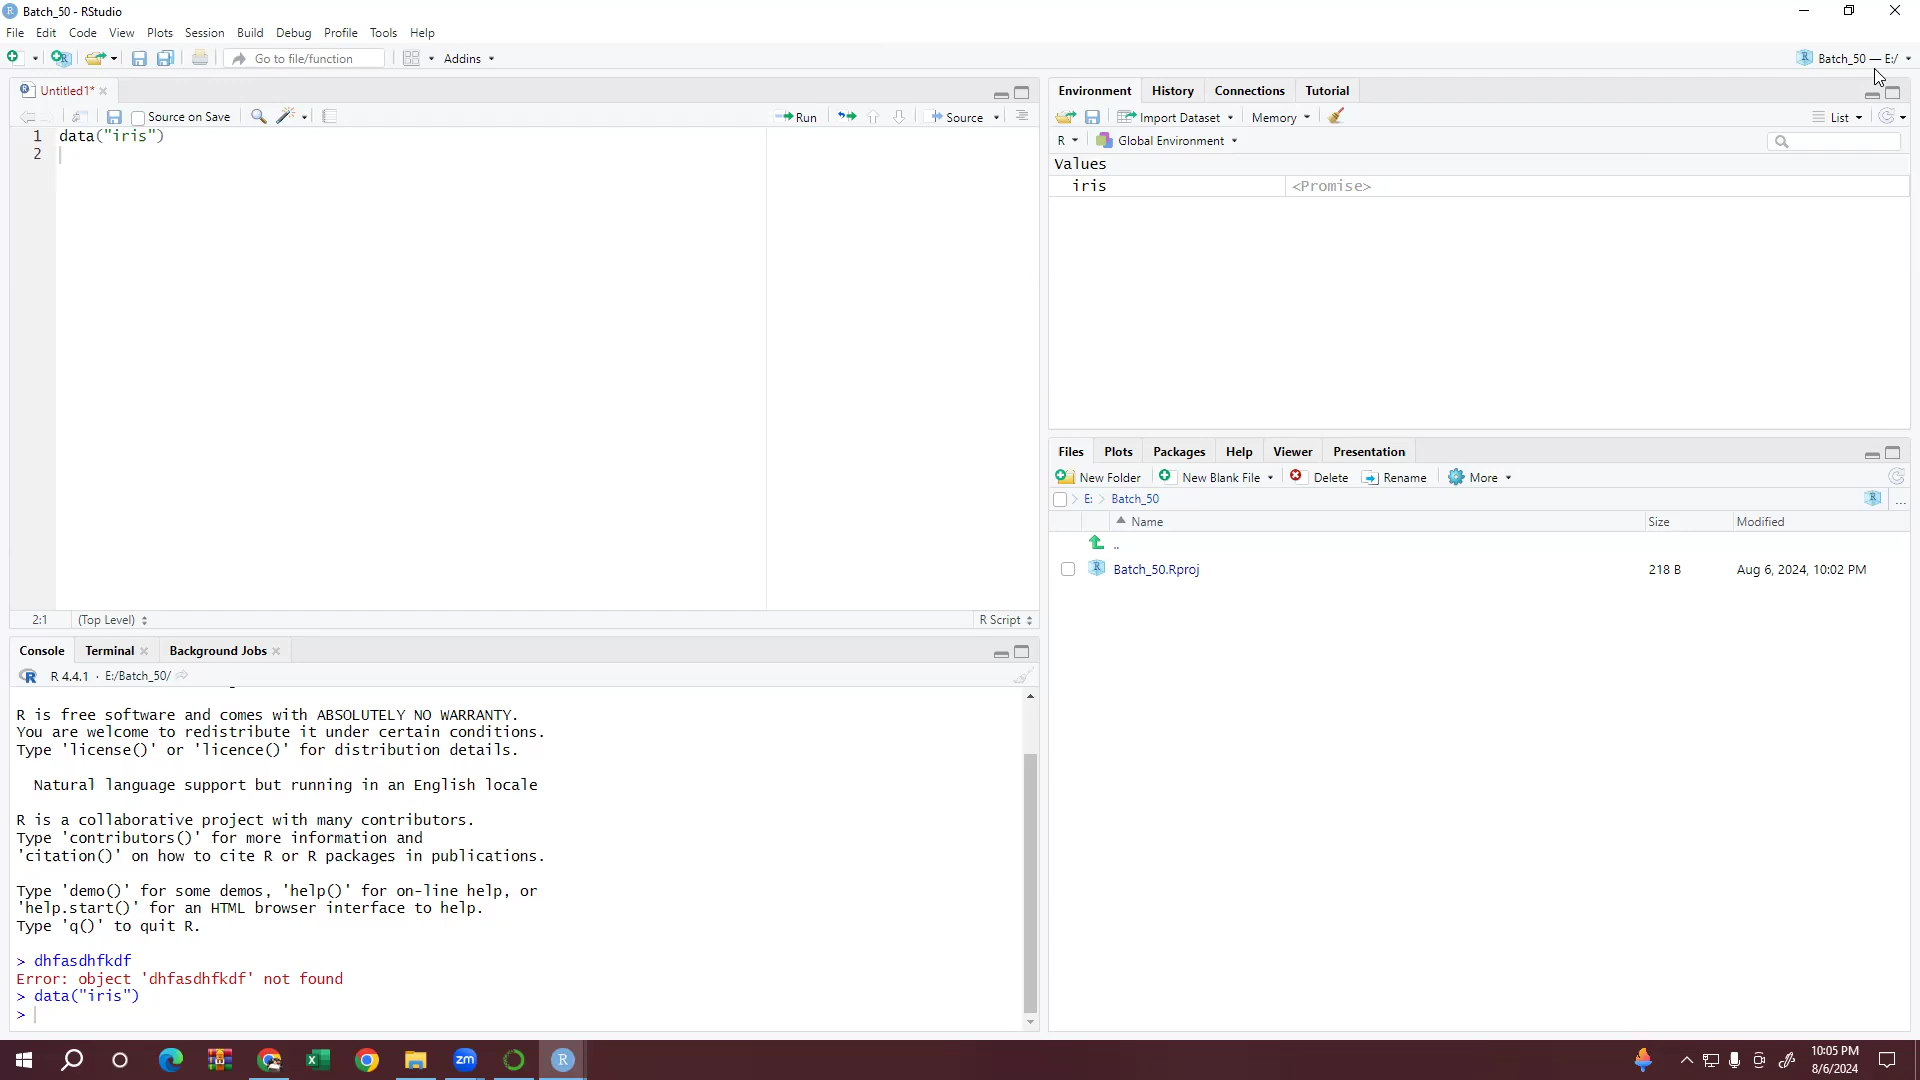 Batch_50 - RStudio
File Edit Code View Plots Session Build Debug Profile Tools Help
Go to file/function Addins Batch_50 — E:/
Untitled1*
Source on Save Run Source
1 data("iris")
2
2:1 (Top Level) R Script
Console Terminal Background Jobs
R 4.4.1 · E:/Batch_50/
R is free software and comes with ABSOLUTELY NO WARRANTY.
You are welcome to redistribute it under certain conditions.
Type 'license()' or 'licence()' for distribution details.
Natural language support but running in an English locale
R is a collaborative project with many contributors.
Type 'contributors()' for more information and
'citation()' on how to cite R or R packages in publications.
Type 'demo()' for some demos, 'help()' for on-line help, or
'help.start()' for an HTML browser interface to help.
Type 'q()' to quit R.
> dhfasdhfkdf
Error: object 'dhfasdhfkdf' not found
> data("iris")
>
Environment History Connections Tutorial
Import Dataset Memory List
R Global Environment
Values
iris <Promise>
Files Plots Packages Help Viewer Presentation
New Folder New Blank File Delete Rename More
E: Batch_50 ...
Name Size Modified
..
Batch_50.Rproj 218 B Aug 6, 2024, 10:02 PM
zm R
10:05 PM
8/6/2024